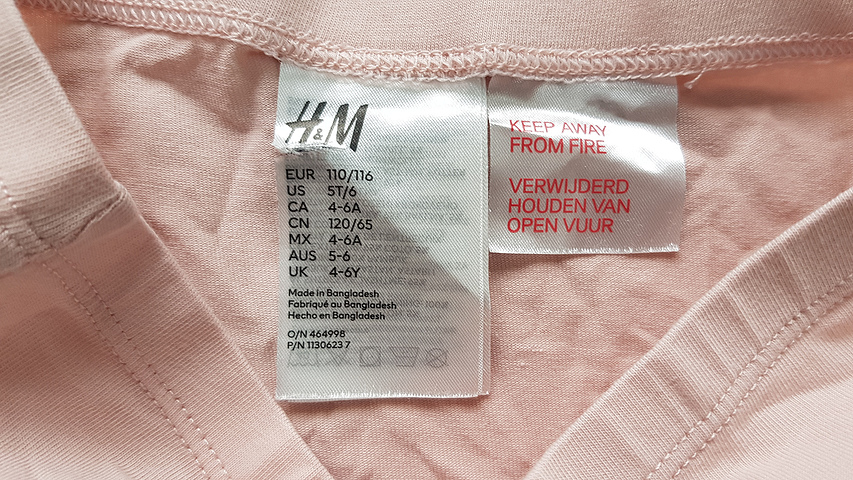 H&M
EUR 110/116
US 5T/6
CA 4-6A
CN 120/65
MX 4-6A
AUS 5-6
UK 4-6Y
Made in Bangladesh
Fabriqué au Bangladesh
Hecho en Bangladesh
O/N 464998
P/N 1130623 7
KEEP AWAY
FROM FIRE
VERWIJDERD
HOUDEN VAN
OPEN VUUR